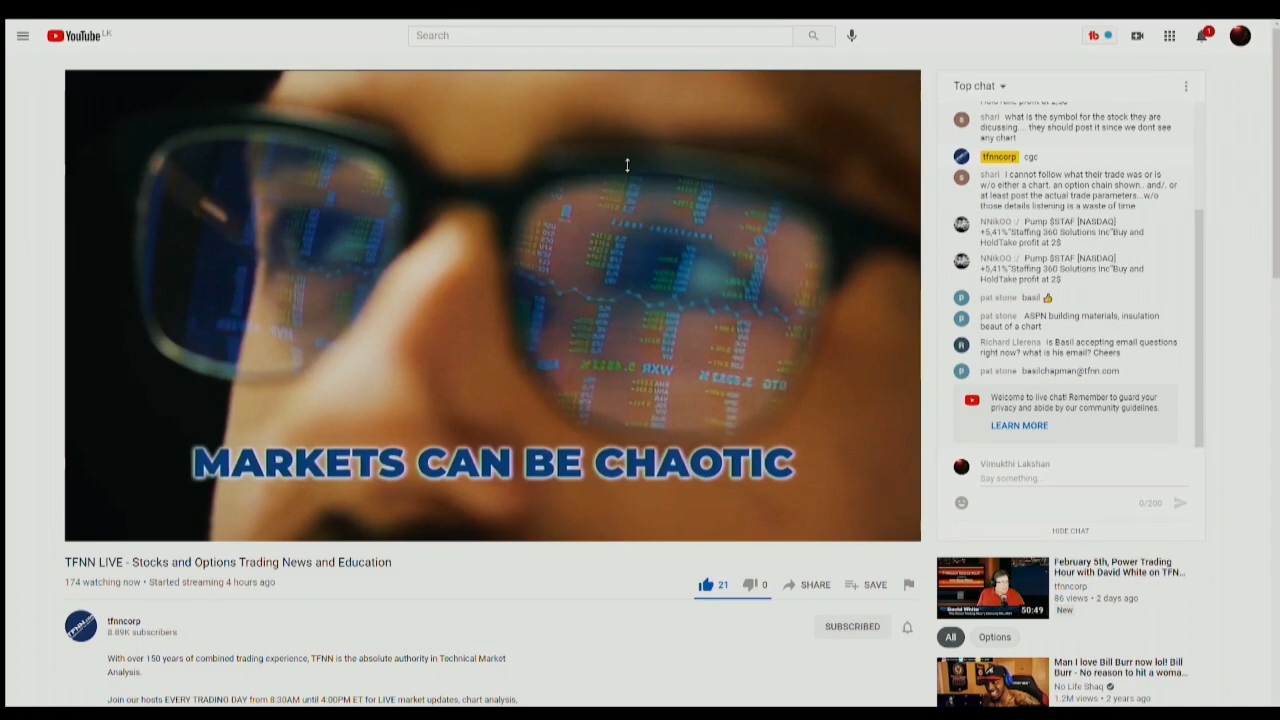 YouTube LK
Search
1
Top chat
shari what is the symbol for the stock they are
dicussing.... they should post it since we dont see
any chart
tfnncorp cgc
shari I cannot follow what their trade was or is
w/o either a chart. an option chain shown.. and/. or
at least post the actual trade parameters...w/o
those details listening is a waste of time
NNikOO :/ Pump $STAF [NASDAQ]
+5,41%"Staffing 360 Solutions Inc"Buy and
HoldTake profit at 2$
NNikOO :/ Pump $STAF [NASDAQ]
+5,41%"Staffing 360 Solutions Inc"Buy and
HoldTake profit at 2$
pat stone basil 👍
pat stone ASPN building materials, insulation
beaut of a chart
Richard Llerena Is Basil accepting email questions
right now? what is his email? Cheers
pat stone basilchapman@tfnn.com
Welcome to live chat! Remember to guard your
privacy and abide by our community guidelines.
LEARN MORE
Vimukthi Lakshan
Say something...
0/200
HIDE CHAT
MARKETS CAN BE CHAOTIC
TFNN LIVE - Stocks and Options Trading News and Education
174 watching now • Started streaming 4 hours ago
21 0 SHARE SAVE
tfnncorp
8.89K subscribers
SUBSCRIBED
With over 150 years of combined trading experience, TFNN is the absolute authority in Technical Market
Analysis.
Join our hosts EVERY TRADING DAY from 8:30AM until 4:00PM ET for LIVE market updates, chart analysis,
David White
50:49
February 5th, Power Trading
Hour with David White on TFN...
tfnncorp
86 views • 2 days ago
New
All Options
Man I love Bill Burr now lol! Bill
Burr - No reason to hit a woma...
No Life Shaq
1.2M views • 2 years ago